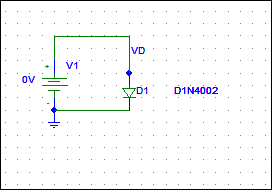 VD
+ V1
0V
D1 D1N4002
-